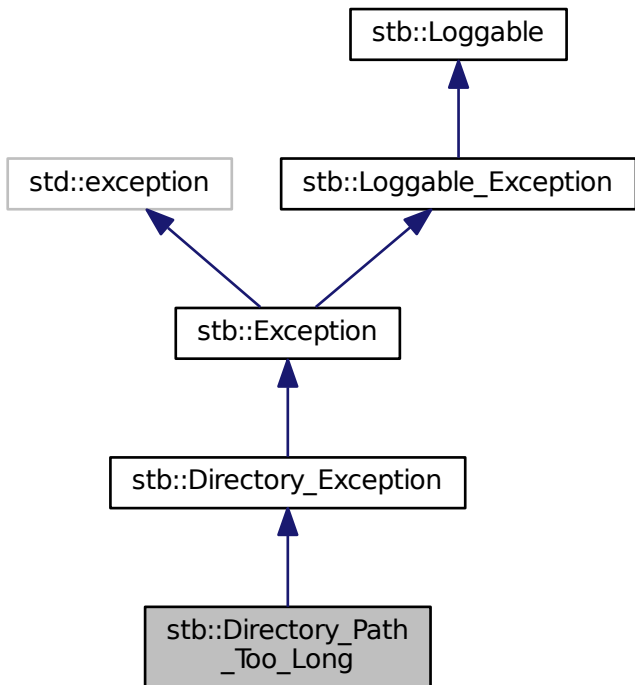 stb::Loggable
std::exception
stb::Loggable_Exception
stb::Exception
stb::Directory_Exception
stb::Directory_Path
_Too_Long